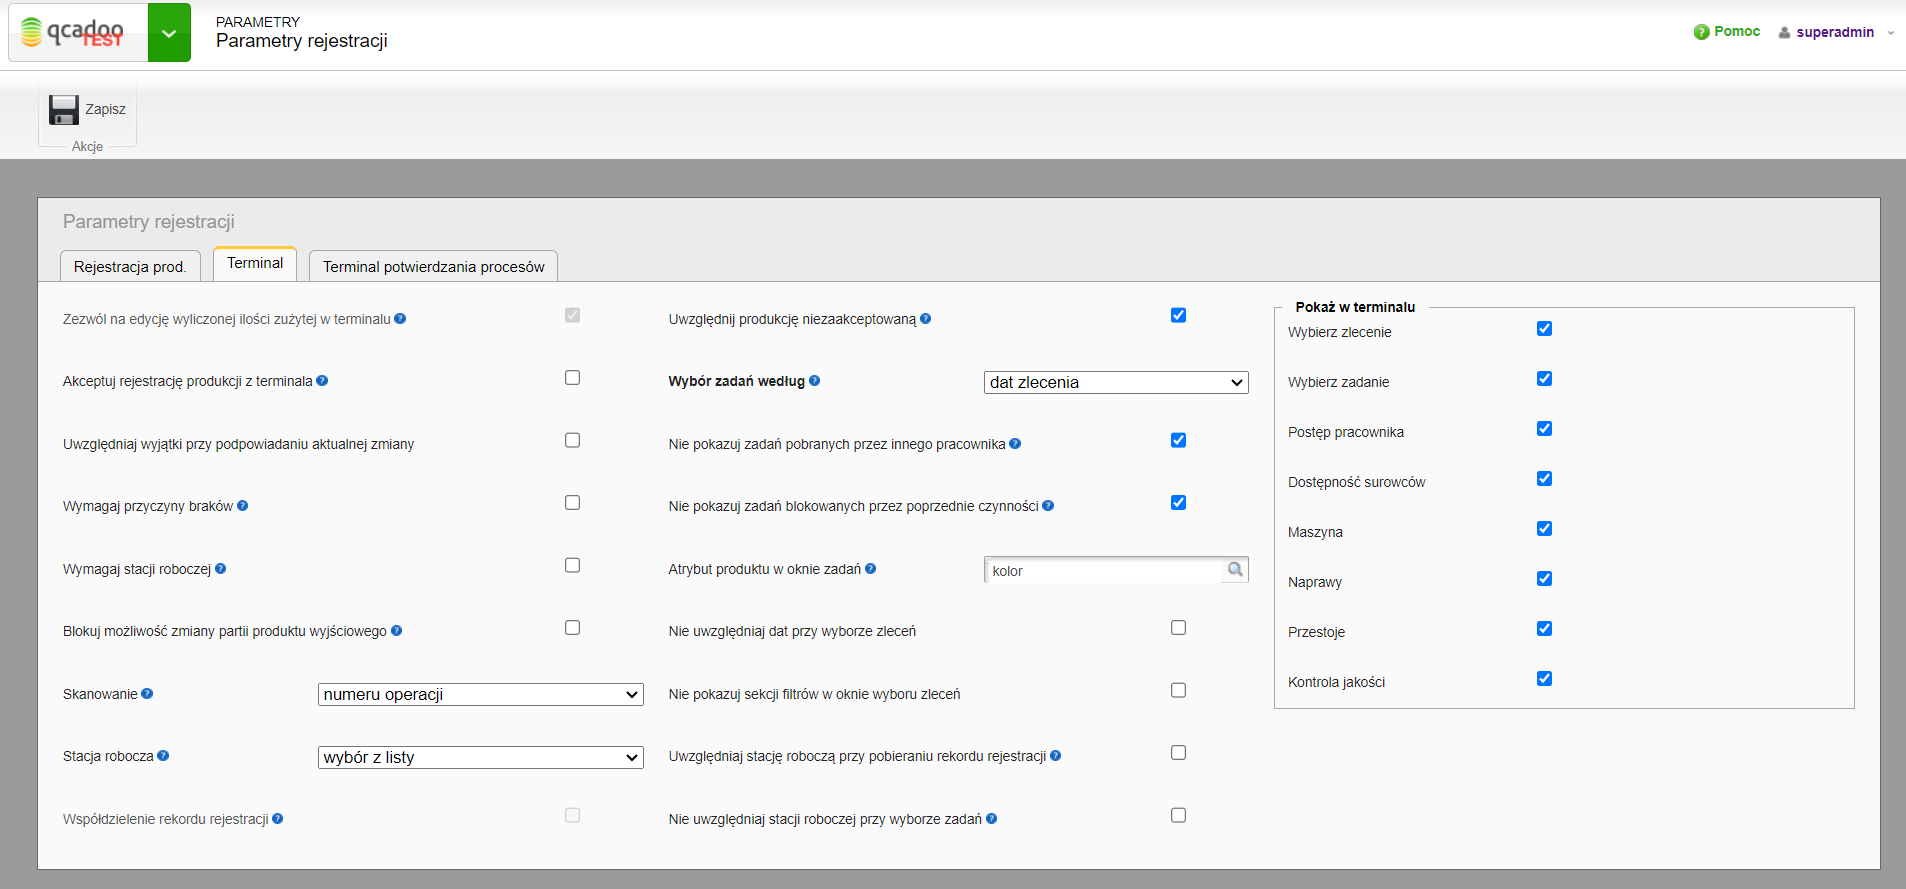 qcadoo
TEST
PARAMETRY
Parametry rejestracji
Pomoc
superadmin
Zapisz
Akcje
Parametry rejestracji
Rejestracja prod.
Terminal
Terminal potwierdzania procesów
Zezwól na edycję wyliczonej ilości zużytej w terminalu
Akceptuj rejestrację produkcji z terminala
Uwzględniaj wyjątki przy podpowiadaniu aktualnej zmiany
Wymagaj przyczyny braków
Wymagaj stacji roboczej
Blokuj możliwość zmiany partii produktu wyjściowego
Skanowanie numeru operacji
Stacja robocza wybór z listy
Współdzielenie rekordu rejestracji
Uwzględnij produkcję niezaakceptowaną
Wybór zadań według dat zlecenia
Nie pokazuj zadań pobranych przez innego pracownika
Nie pokazuj zadań blokowanych przez poprzednie czynności
Atrybut produktu w oknie zadań kolor
Nie uwzględniaj dat przy wyborze zleceń
Nie pokazuj sekcji filtrów w oknie wyboru zleceń
Uwzględniaj stację roboczą przy pobieraniu rekordu rejestracji
Nie uwzględniaj stacji roboczej przy wyborze zadań
Pokaż w terminalu
Wybierz zlecenie
Wybierz zadanie
Postęp pracownika
Dostępność surowców
Maszyna
Naprawy
Przestoje
Kontrola jakości